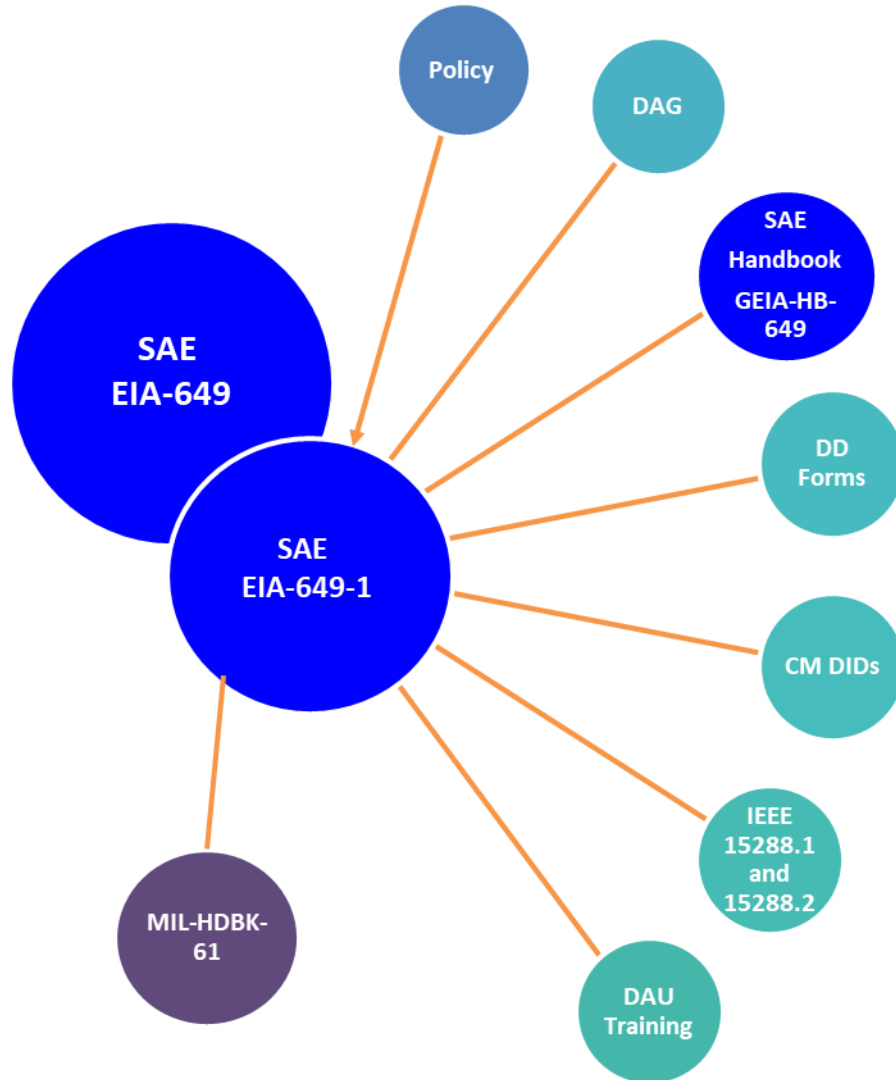 Policy
DAG
SAE
Handbook
GEIA-HB-
649
SAE
EIA-649
DD
Forms
SAE
EIA-649-1
CM DIDs
IEEE
15288.1
and
15288.2
MIL-HDBK-
61
DAU
Training